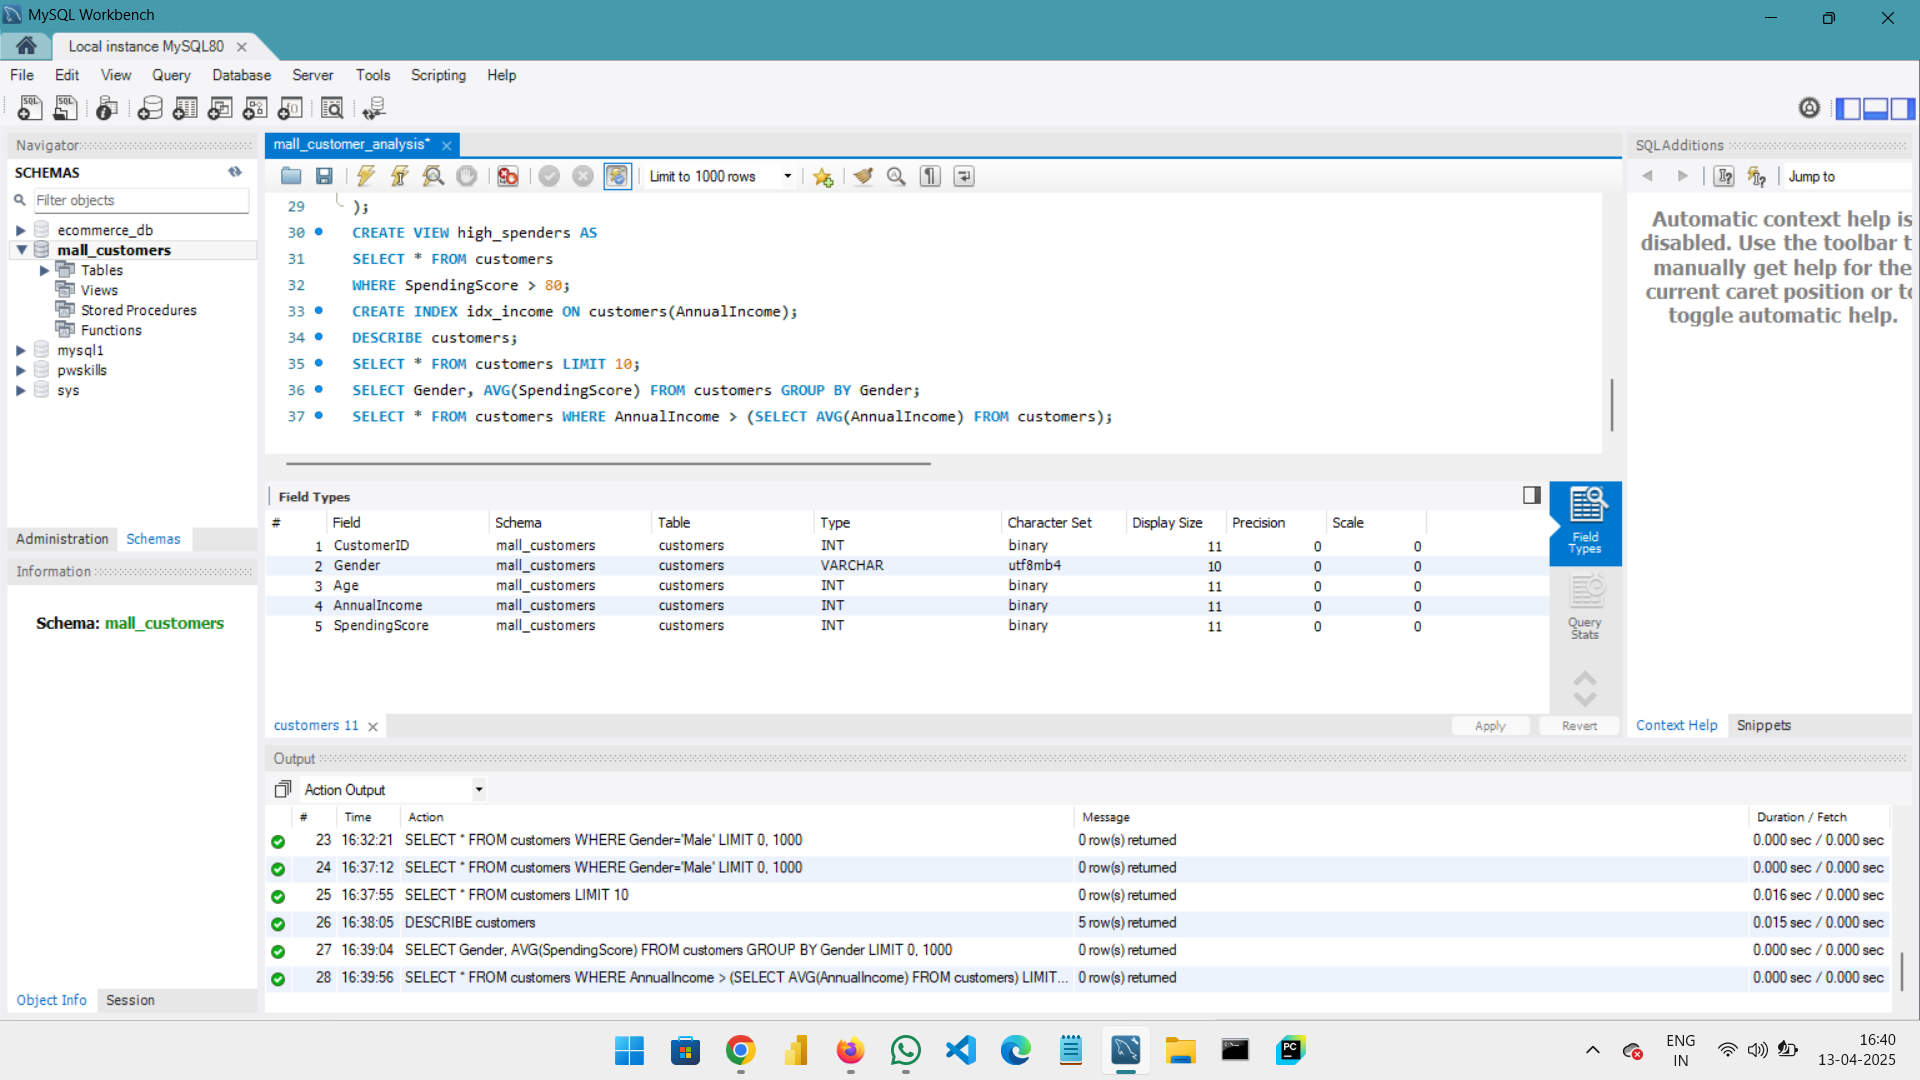 MySQL Workbench
Local instance MySQL80
File Edit View Query Database Server Tools Scripting Help
Navigator
SCHEMAS
Filter objects
ecommerce_db
mall_customers
Tables
Views
Stored Procedures
Functions
mysql1
pwskills
sys
Administration Schemas
Information
Schema: mall_customers
Object Info Session
mall_customer_analysis*
Limit to 1000 rows
29 );
30 CREATE VIEW high_spenders AS
31 SELECT * FROM customers
32 WHERE SpendingScore > 80;
33 CREATE INDEX idx_income ON customers(AnnualIncome);
34 DESCRIBE customers;
35 SELECT * FROM customers LIMIT 10;
36 SELECT Gender, AVG(SpendingScore) FROM customers GROUP BY Gender;
37 SELECT * FROM customers WHERE AnnualIncome > (SELECT AVG(AnnualIncome) FROM customers);
Field Types
# Field Schema Table Type Character Set Display Size Precision Scale
1 CustomerID mall_customers customers INT binary 11 0 0
2 Gender mall_customers customers VARCHAR utf8mb4 10 0 0
3 Age mall_customers customers INT binary 11 0 0
4 AnnualIncome mall_customers customers INT binary 11 0 0
5 SpendingScore mall_customers customers INT binary 11 0 0
Field
Types
Query
Stats
customers 11
Apply Revert
SQLAdditions
Jump to
Automatic context help is
disabled. Use the toolbar t
manually get help for the
current caret position or to
toggle automatic help.
Context Help Snippets
Output
Action Output
# Time Action Message Duration / Fetch
23 16:32:21 SELECT * FROM customers WHERE Gender='Male' LIMIT 0, 1000 0 row(s) returned 0.000 sec / 0.000 sec
24 16:37:12 SELECT * FROM customers WHERE Gender='Male' LIMIT 0, 1000 0 row(s) returned 0.000 sec / 0.000 sec
25 16:37:55 SELECT * FROM customers LIMIT 10 0 row(s) returned 0.016 sec / 0.000 sec
26 16:38:05 DESCRIBE customers 5 row(s) returned 0.015 sec / 0.000 sec
27 16:39:04 SELECT Gender, AVG(SpendingScore) FROM customers GROUP BY Gender LIMIT 0, 1000 0 row(s) returned 0.000 sec / 0.000 sec
28 16:39:56 SELECT * FROM customers WHERE AnnualIncome > (SELECT AVG(AnnualIncome) FROM customers) LIMIT... 0 row(s) returned 0.000 sec / 0.000 sec
ENG
IN
16:40
13-04-2025